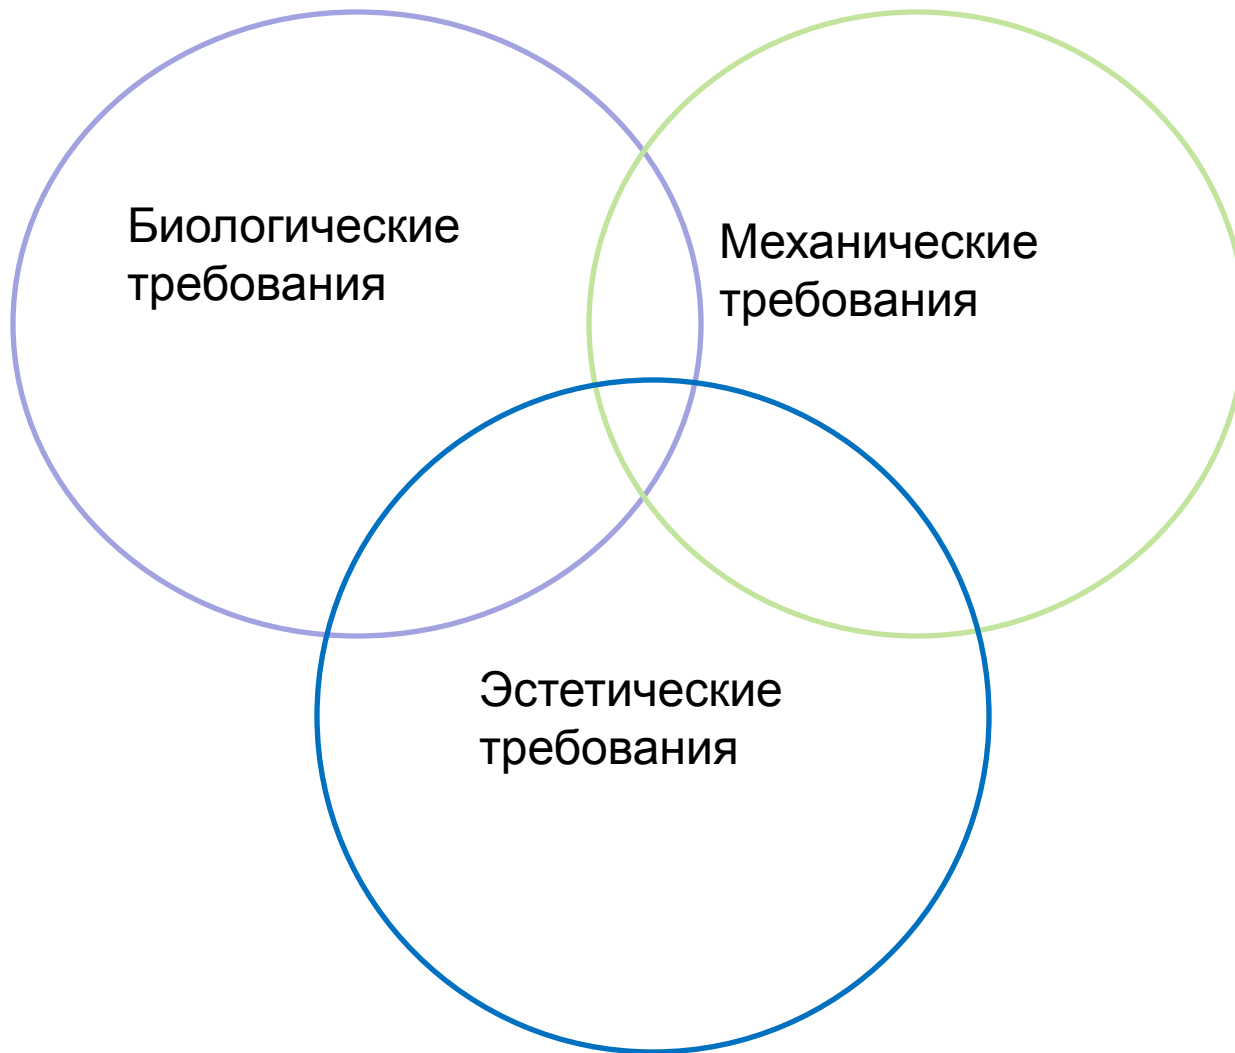 Биологические
требования
Механические
требования
Эстетические
требования